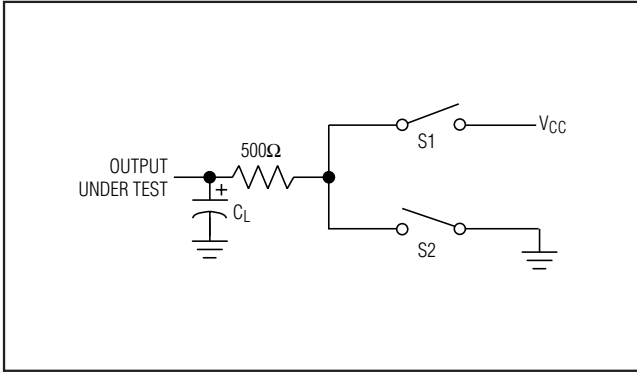 500Ω
OUTPUT
UNDER TEST
+
CL
S1
VCC
S2